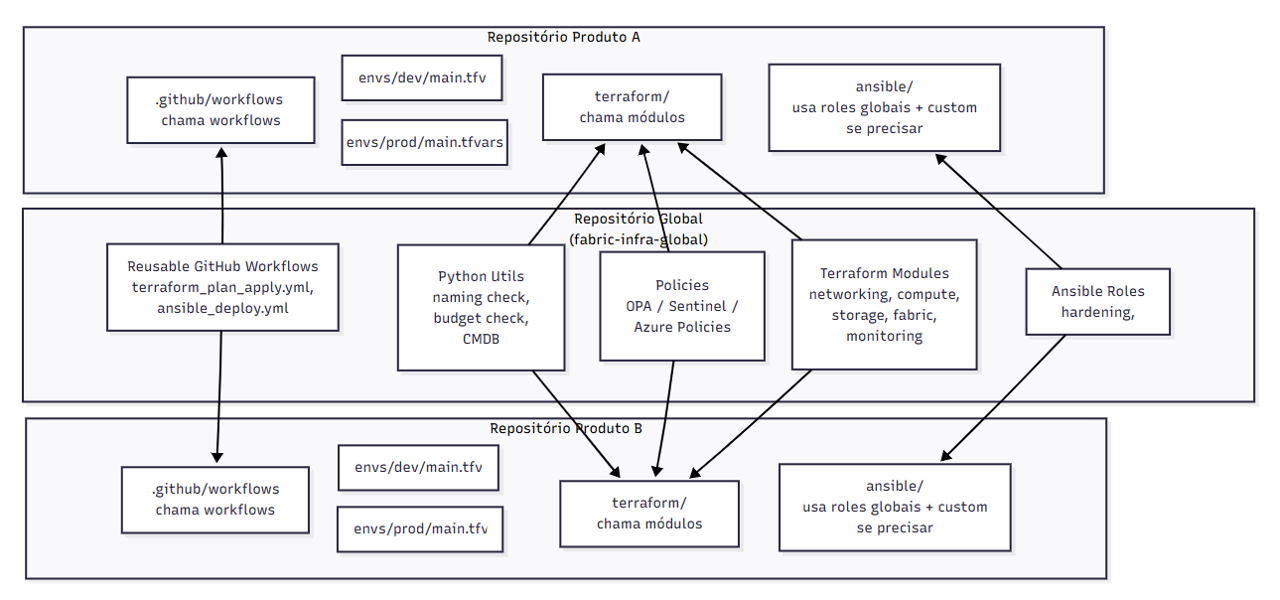 Repositório Produto A
.github/workflows
chama workflows
envs/dev/main.tfv
envs/prod/main.tfvars
terraform/
chama módulos
ansible/
usa roles globais + custom
se precisar
Repositório Global
(fabric-infra-global)
Reusable GitHub Workflows
terraform_plan_apply.yml,
ansible_deploy.yml
Python Utils
naming check,
budget check,
CMDB
Policies
OPA / Sentinel /
Azure Policies
Terraform Modules
networking, compute,
storage, fabric,
monitoring
Ansible Roles
hardening,
Repositório Produto B
.github/workflows
chama workflows
envs/dev/main.tfv
envs/prod/main.tfv
terraform/
chama módulos
ansible/
usa roles globais + custom
se precisar